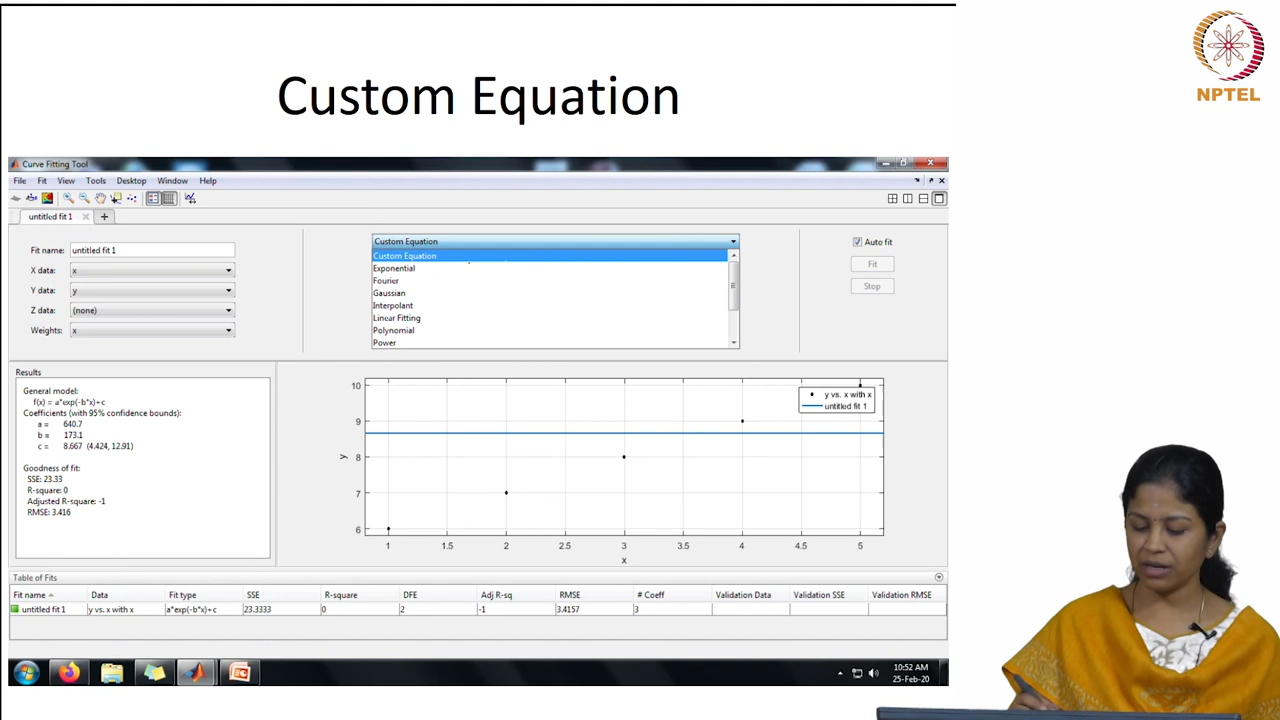 Custom Equation
NPTEL
Curve Fitting Tool
File Fit View Tools Desktop Window Help
untitled fit 1
Fit name: untitled fit 1
X data: x
Y data: y
Z data: (none)
Weights: x
Custom Equation
Custom Equation
Exponential
Fourier
Gaussian
Interpolant
Linear Fitting
Polynomial
Power
Auto fit
Fit
Stop
Results
General model:
f(x) = a*exp(-b*x)+c
Coefficients (with 95% confidence bounds):
a = 640.7
b = 173.1
c = 8.667 (4.424, 12.91)
Goodness of fit:
SSE: 23.33
R-square: 0
Adjusted R-square: -1
RMSE: 3.416
10
9
8
7
6
y
1 1.5 2 2.5 3 3.5 4 4.5 5
x
y vs. x with x
untitled fit 1
Table of Fits
Fit name Data Fit type SSE R-square DFE Adj R-sq RMSE # Coeff Validation Data Validation SSE Validation RMSE
untitled fit 1 y vs. x with x a*exp(-b*x)+c 23.3333 0 2 -1 3.4157 3
10:52 AM
25-Feb-20